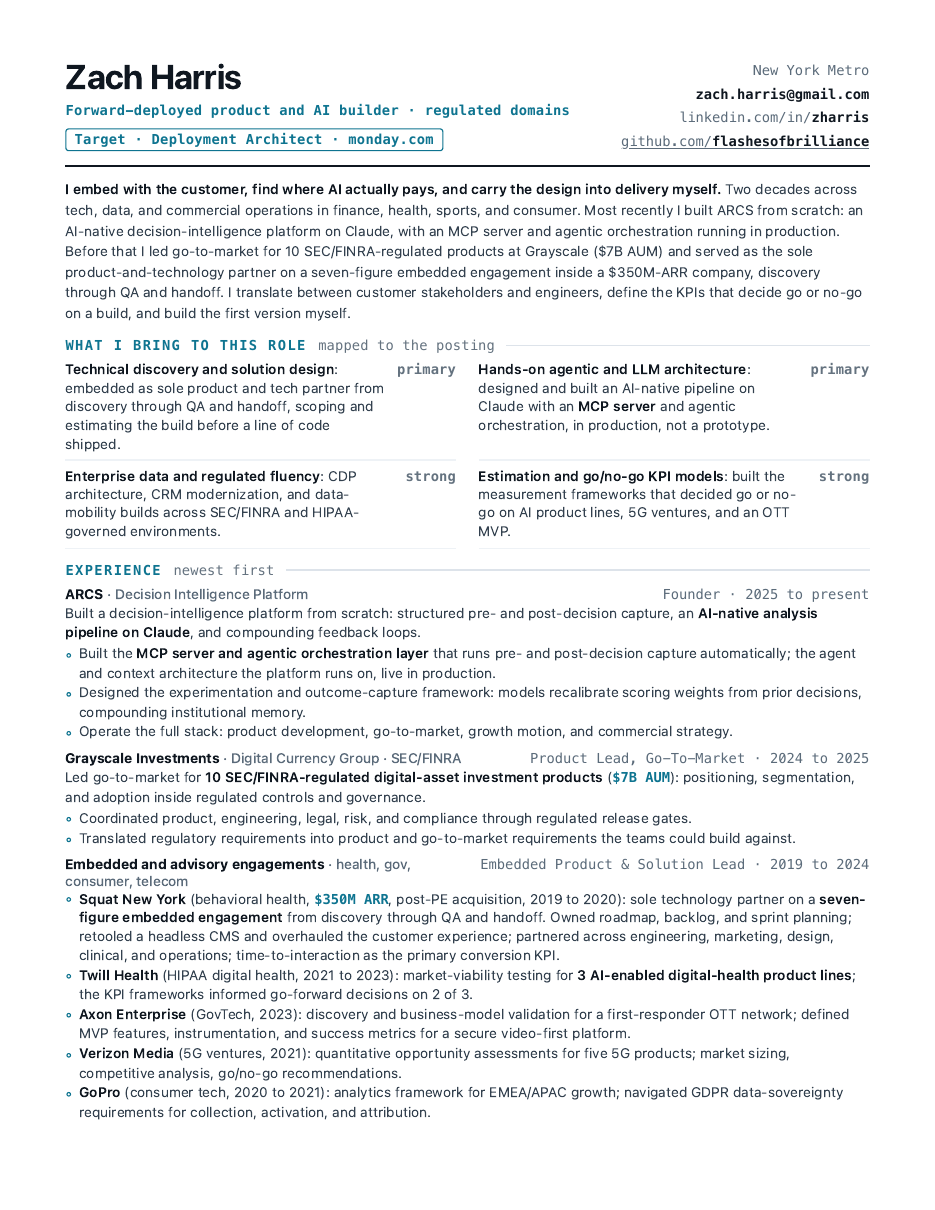 Zach Harris
Forward–deployed product and AI builder · regulated domains
Target · Deployment Architect · monday.com
New York Metro
zach.harris@gmail.com
linkedin.com/in/zharris
github.com/flashesofbrilliance
I embed with the customer, find where AI actually pays, and carry the design into delivery myself. Two decades across
tech, data, and commercial operations in finance, health, sports, and consumer. Most recently I built ARCS from scratch: an
AI-native decision-intelligence platform on Claude, with an MCP server and agentic orchestration running in production.
Before that I led go-to-market for 10 SEC/FINRA-regulated products at Grayscale ($7B AUM) and served as the sole
product-and-technology partner on a seven-figure embedded engagement inside a $350M-ARR company, discovery
through QA and handoff. I translate between customer stakeholders and engineers, define the KPIs that decide go or no-go
on a build, and build the first version myself.
WHAT I BRING TO THIS ROLE mapped to the posting
Technical discovery and solution design: primary
embedded as sole product and tech partner from
discovery through QA and handoff, scoping and
estimating the build before a line of code
shipped.
Hands-on agentic and LLM architecture: primary
designed and built an AI-native pipeline on
Claude with an MCP server and agentic
orchestration, in production, not a prototype.
Enterprise data and regulated fluency: CDP strong
architecture, CRM modernization, and data-
mobility builds across SEC/FINRA and HIPAA-
governed environments.
Estimation and go/no-go KPI models: built the strong
measurement frameworks that decided go or no-
go on AI product lines, 5G ventures, and an OTT
MVP.
EXPERIENCE newest first
ARCS · Decision Intelligence Platform Founder · 2025 to present
Built a decision-intelligence platform from scratch: structured pre- and post-decision capture, an AI-native analysis
pipeline on Claude, and compounding feedback loops.
Built the MCP server and agentic orchestration layer that runs pre- and post-decision capture automatically; the agent
and context architecture the platform runs on, live in production.
Designed the experimentation and outcome-capture framework: models recalibrate scoring weights from prior decisions,
compounding institutional memory.
Operate the full stack: product development, go-to-market, growth motion, and commercial strategy.
Grayscale Investments · Digital Currency Group · SEC/FINRA Product Lead, Go–To–Market · 2024 to 2025
Led go-to-market for 10 SEC/FINRA-regulated digital-asset investment products ($7B AUM): positioning, segmentation,
and adoption inside regulated controls and governance.
Coordinated product, engineering, legal, risk, and compliance through regulated release gates.
Translated regulatory requirements into product and go-to-market requirements the teams could build against.
Embedded and advisory engagements · health, gov, Embedded Product & Solution Lead · 2019 to 2024
consumer, telecom
Squat New York (behavioral health, $350M ARR, post-PE acquisition, 2019 to 2020): sole technology partner on a seven-
figure embedded engagement from discovery through QA and handoff. Owned roadmap, backlog, and sprint planning;
retooled a headless CMS and overhauled the customer experience; partnered across engineering, marketing, design,
clinical, and operations; time-to-interaction as the primary conversion KPI.
Twill Health (HIPAA digital health, 2021 to 2023): market-viability testing for 3 AI-enabled digital-health product lines;
the KPI frameworks informed go-forward decisions on 2 of 3.
Axon Enterprise (GovTech, 2023): discovery and business-model validation for a first-responder OTT network; defined
MVP features, instrumentation, and success metrics for a secure video-first platform.
Verizon Media (5G ventures, 2021): quantitative opportunity assessments for five 5G products; market sizing,
competitive analysis, go/no-go recommendations.
GoPro (consumer tech, 2020 to 2021): analytics framework for EMEA/APAC growth; navigated GDPR data-sovereignty
requirements for collection, activation, and attribution.